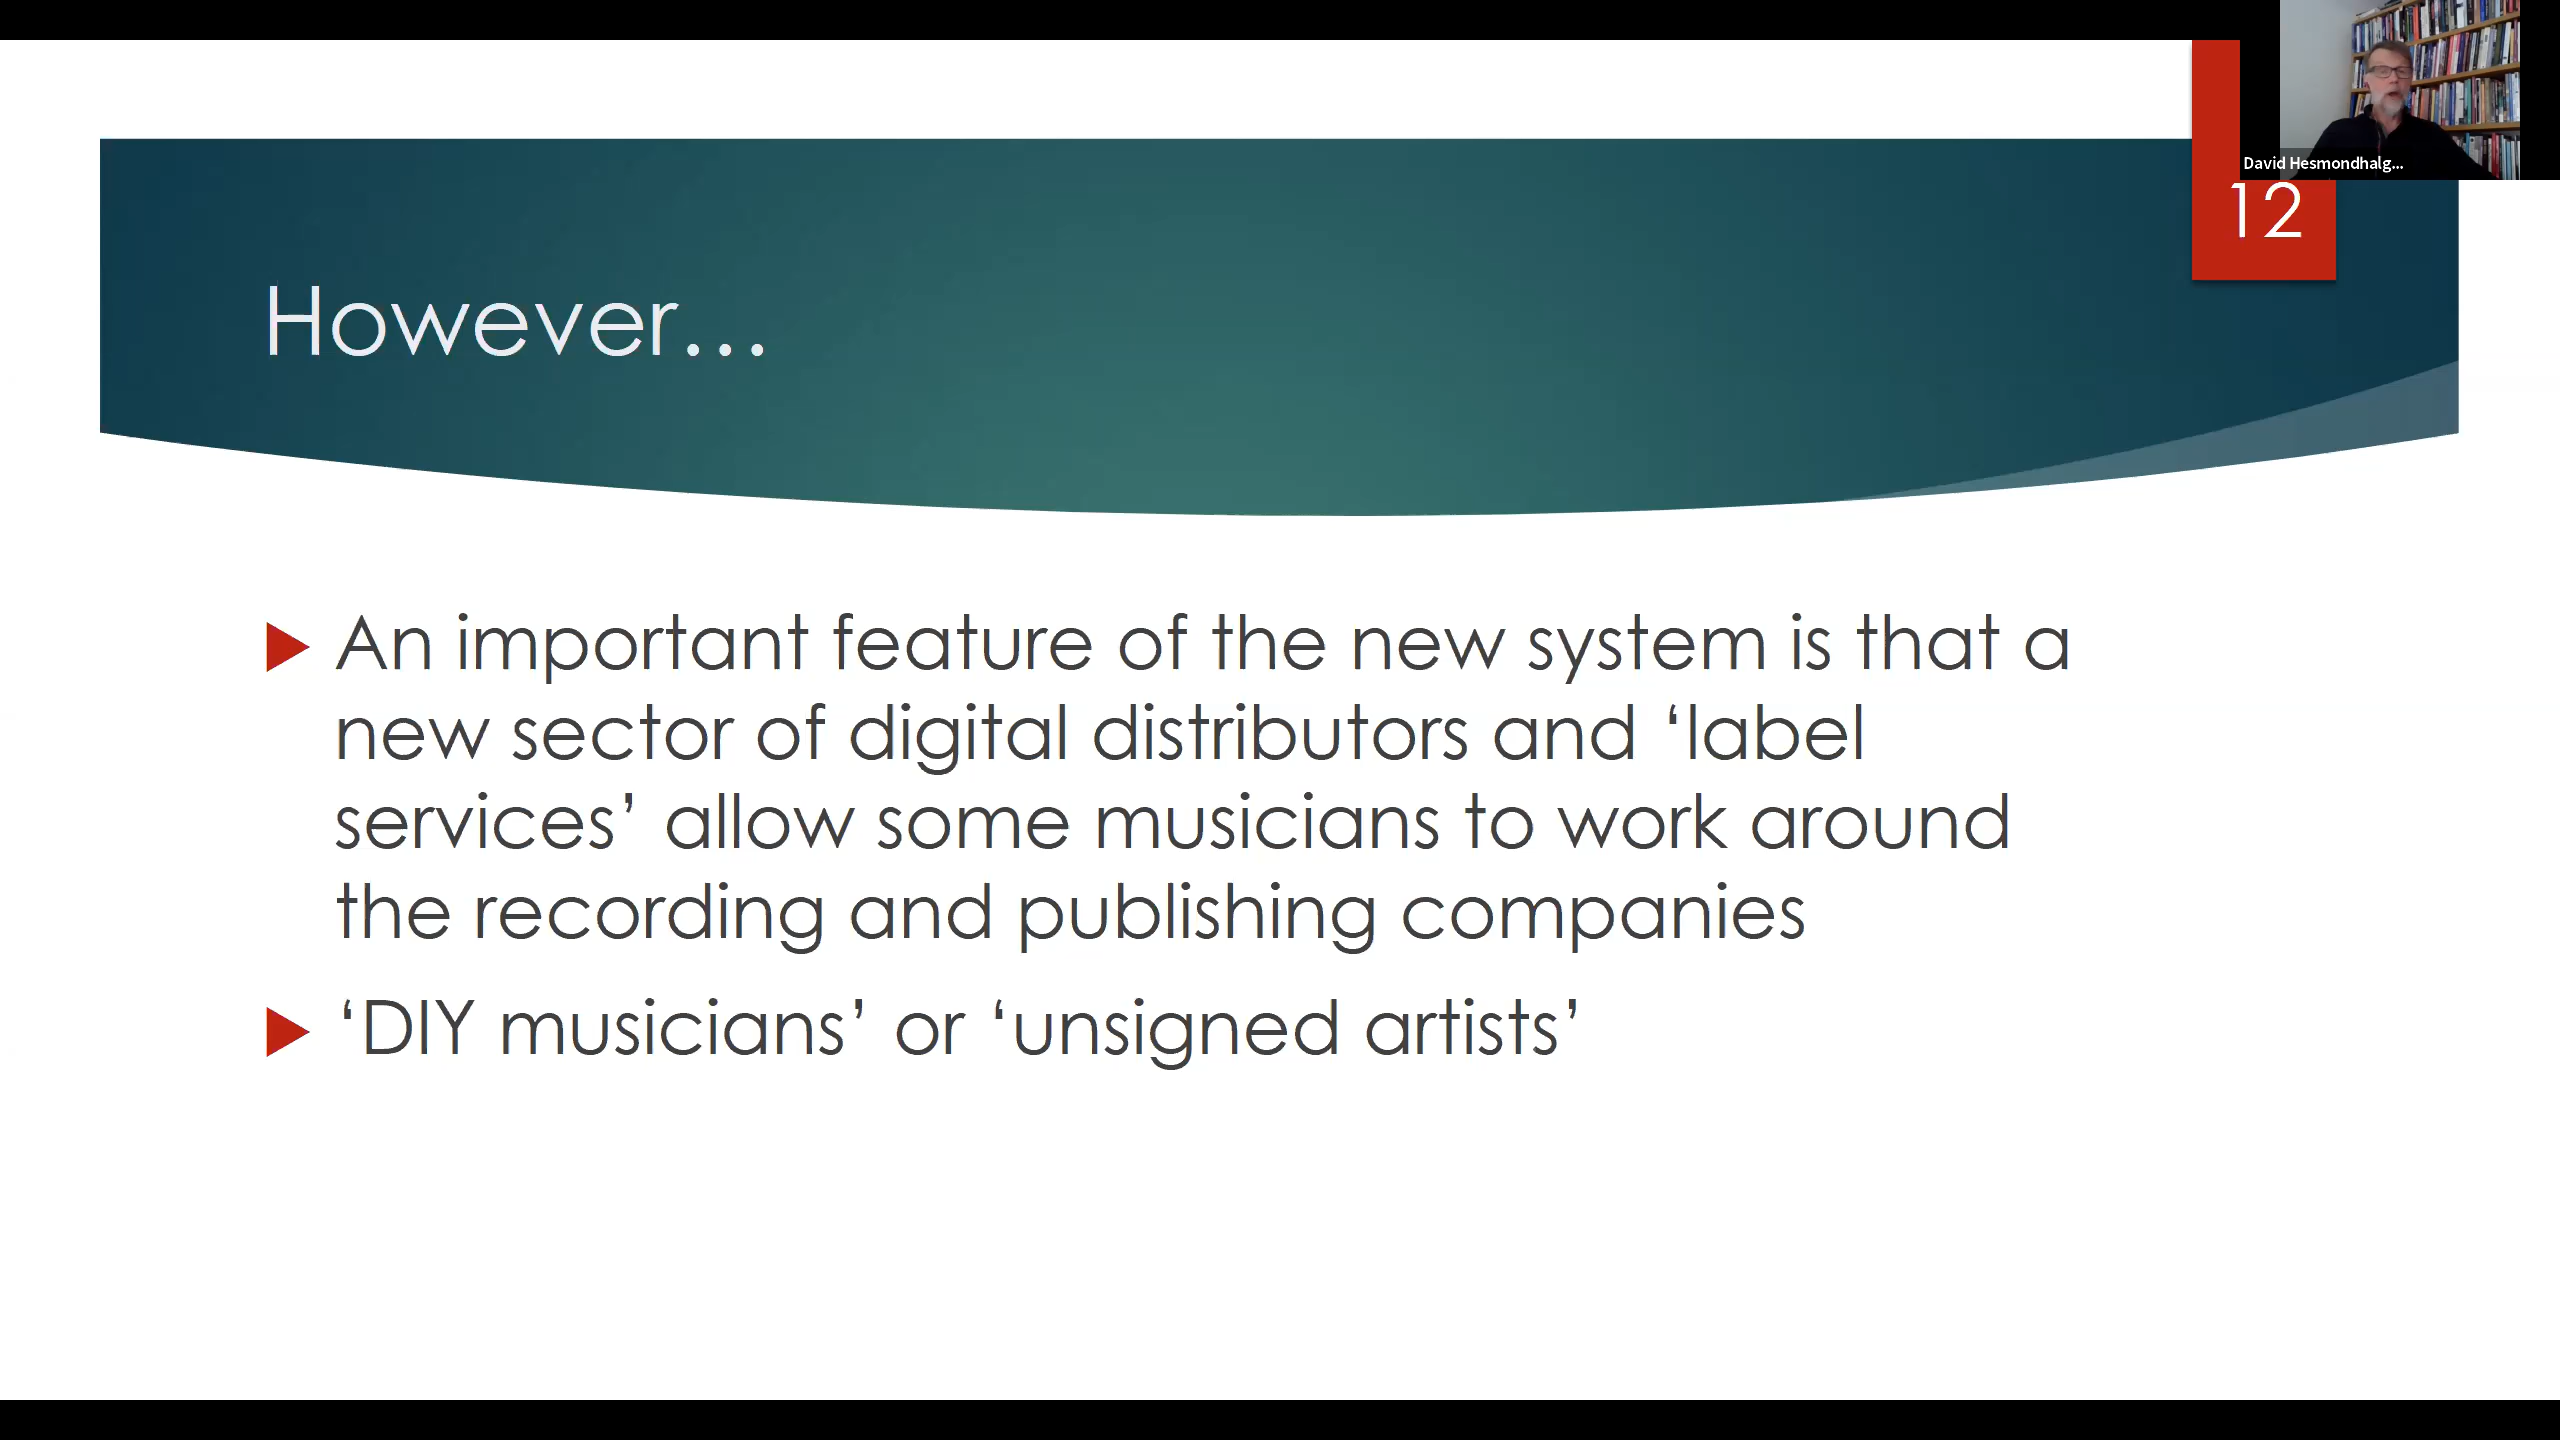 David Hesmondhalg...
12
However...
An important feature of the new system is that a
new sector of digital distributors and ‘label
services’ allow some musicians to work around
the recording and publishing companies
‘DIY musicians’ or ‘unsigned artists’